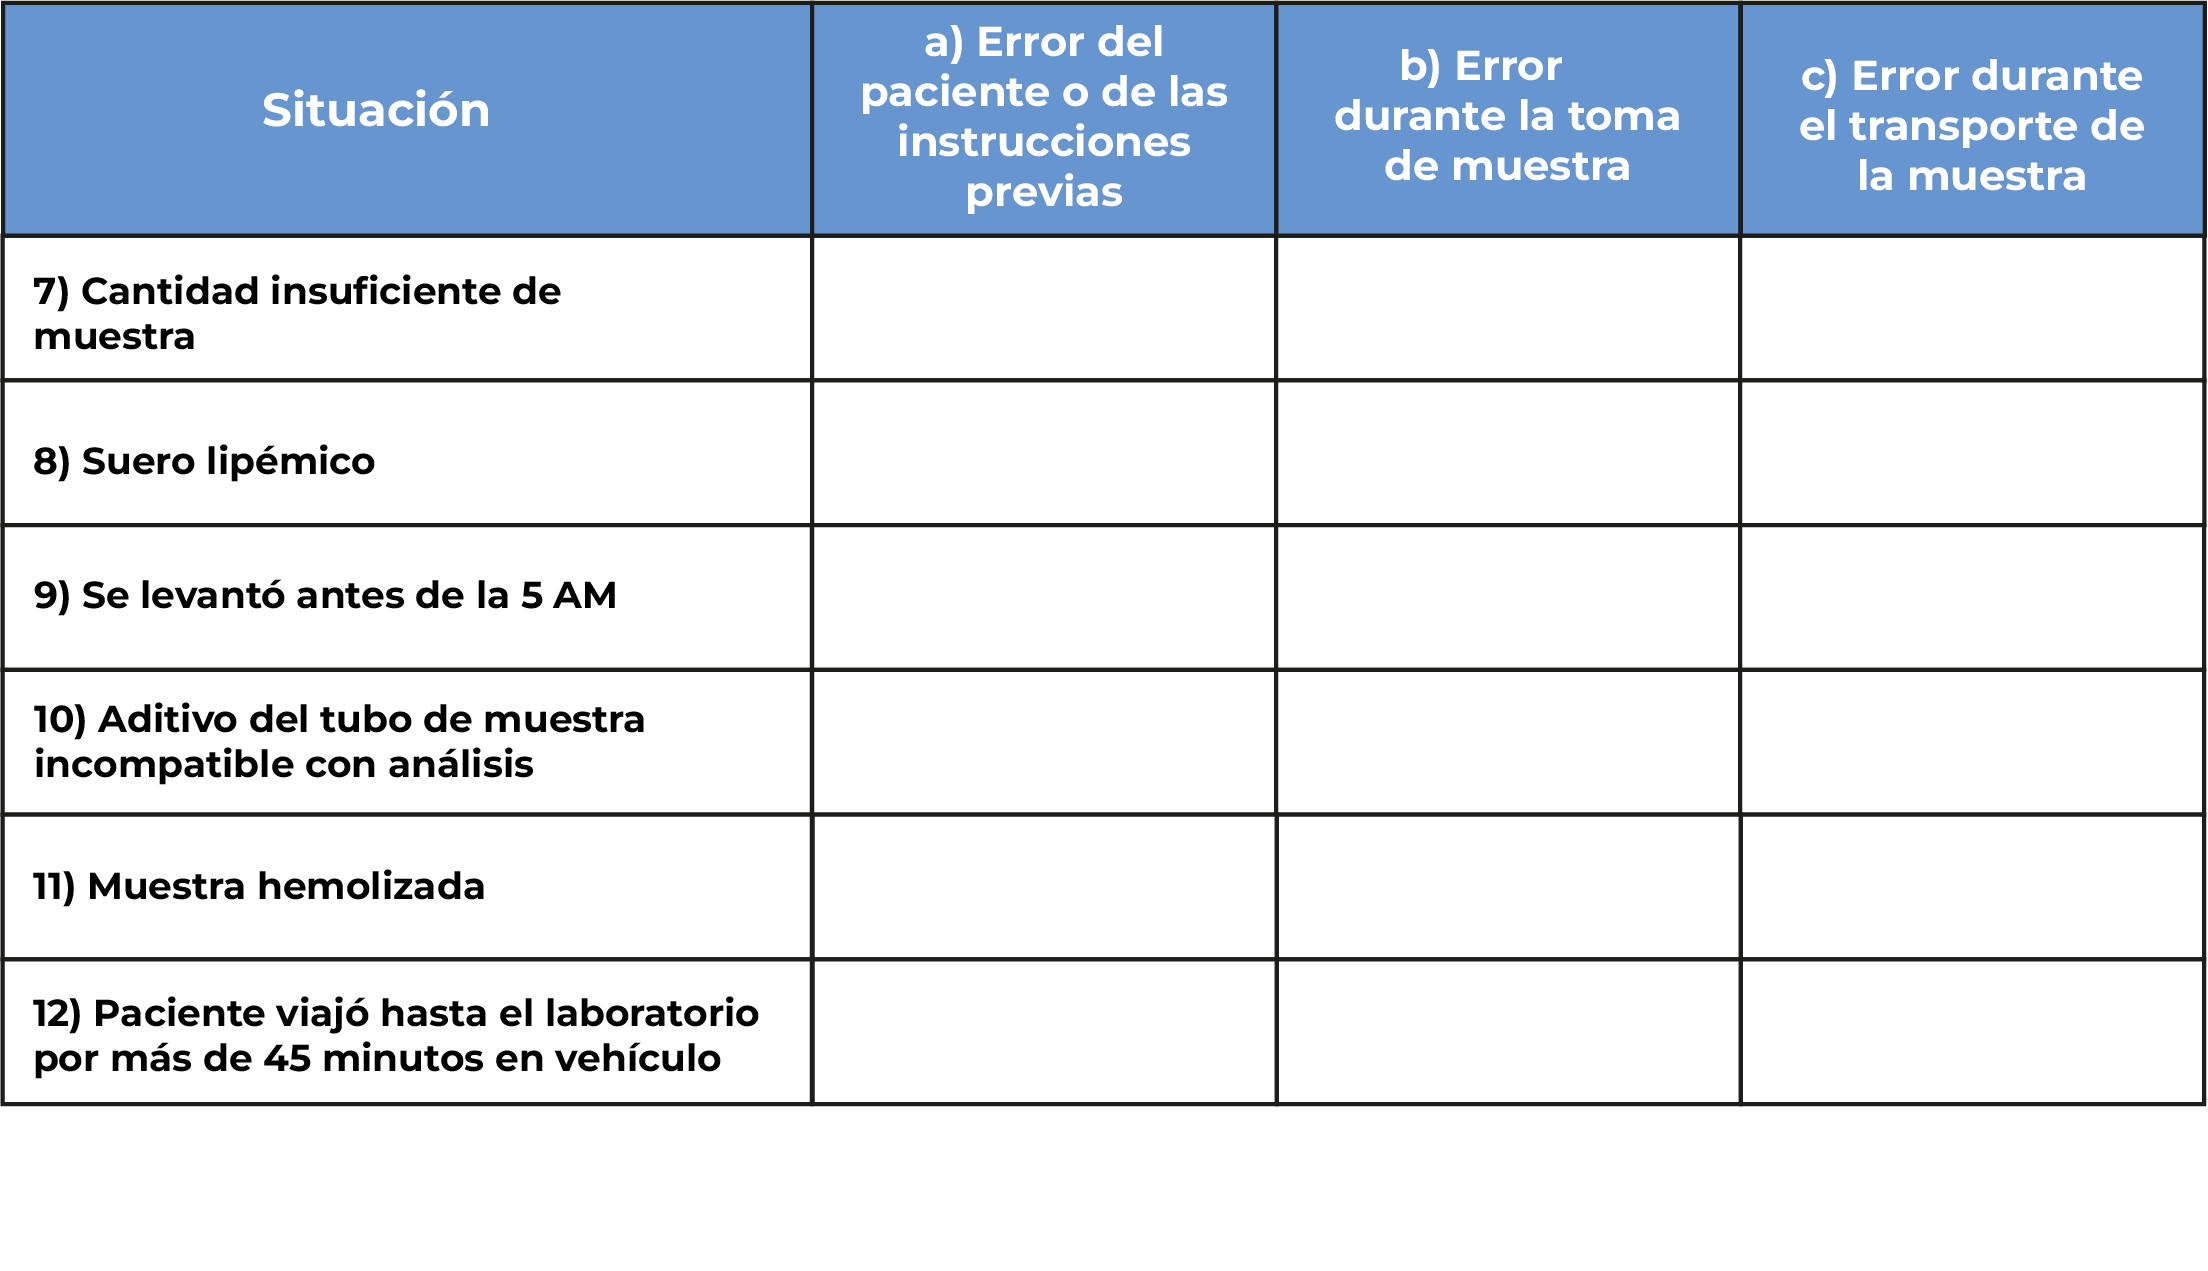 Situación
a) Error del
paciente o de las
instrucciones
previas
b) Error
durante la toma
de muestra
c) Error durante
el transporte de
la muestra
7) Cantidad insuficiente de
muestra
8) Suero lipémico
9) Se levantó antes de la 5 AM
10) Aditivo del tubo de muestra
incompatible con análisis
11) Muestra hemolizada
12) Paciente viajó hasta el laboratorio
por más de 45 minutos en vehículo